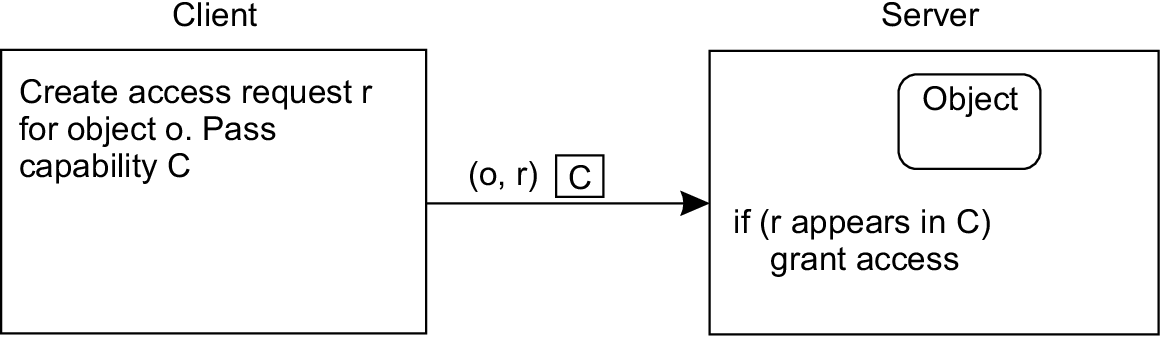 Client
Server
Create access request r
for object o. Pass
capability C
(o, r) C
Object
if (r appears in C)
grant access